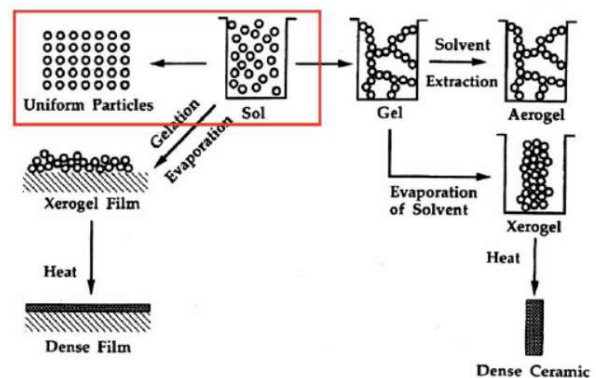 Uniform Particles
Sol
Gelation
Evaporation
Gel
Solvent
Extraction
Aerogel
Xerogel Film
Evaporation
of Solvent
Xerogel
Heat
Heat
Dense Film
Dense Ceramic